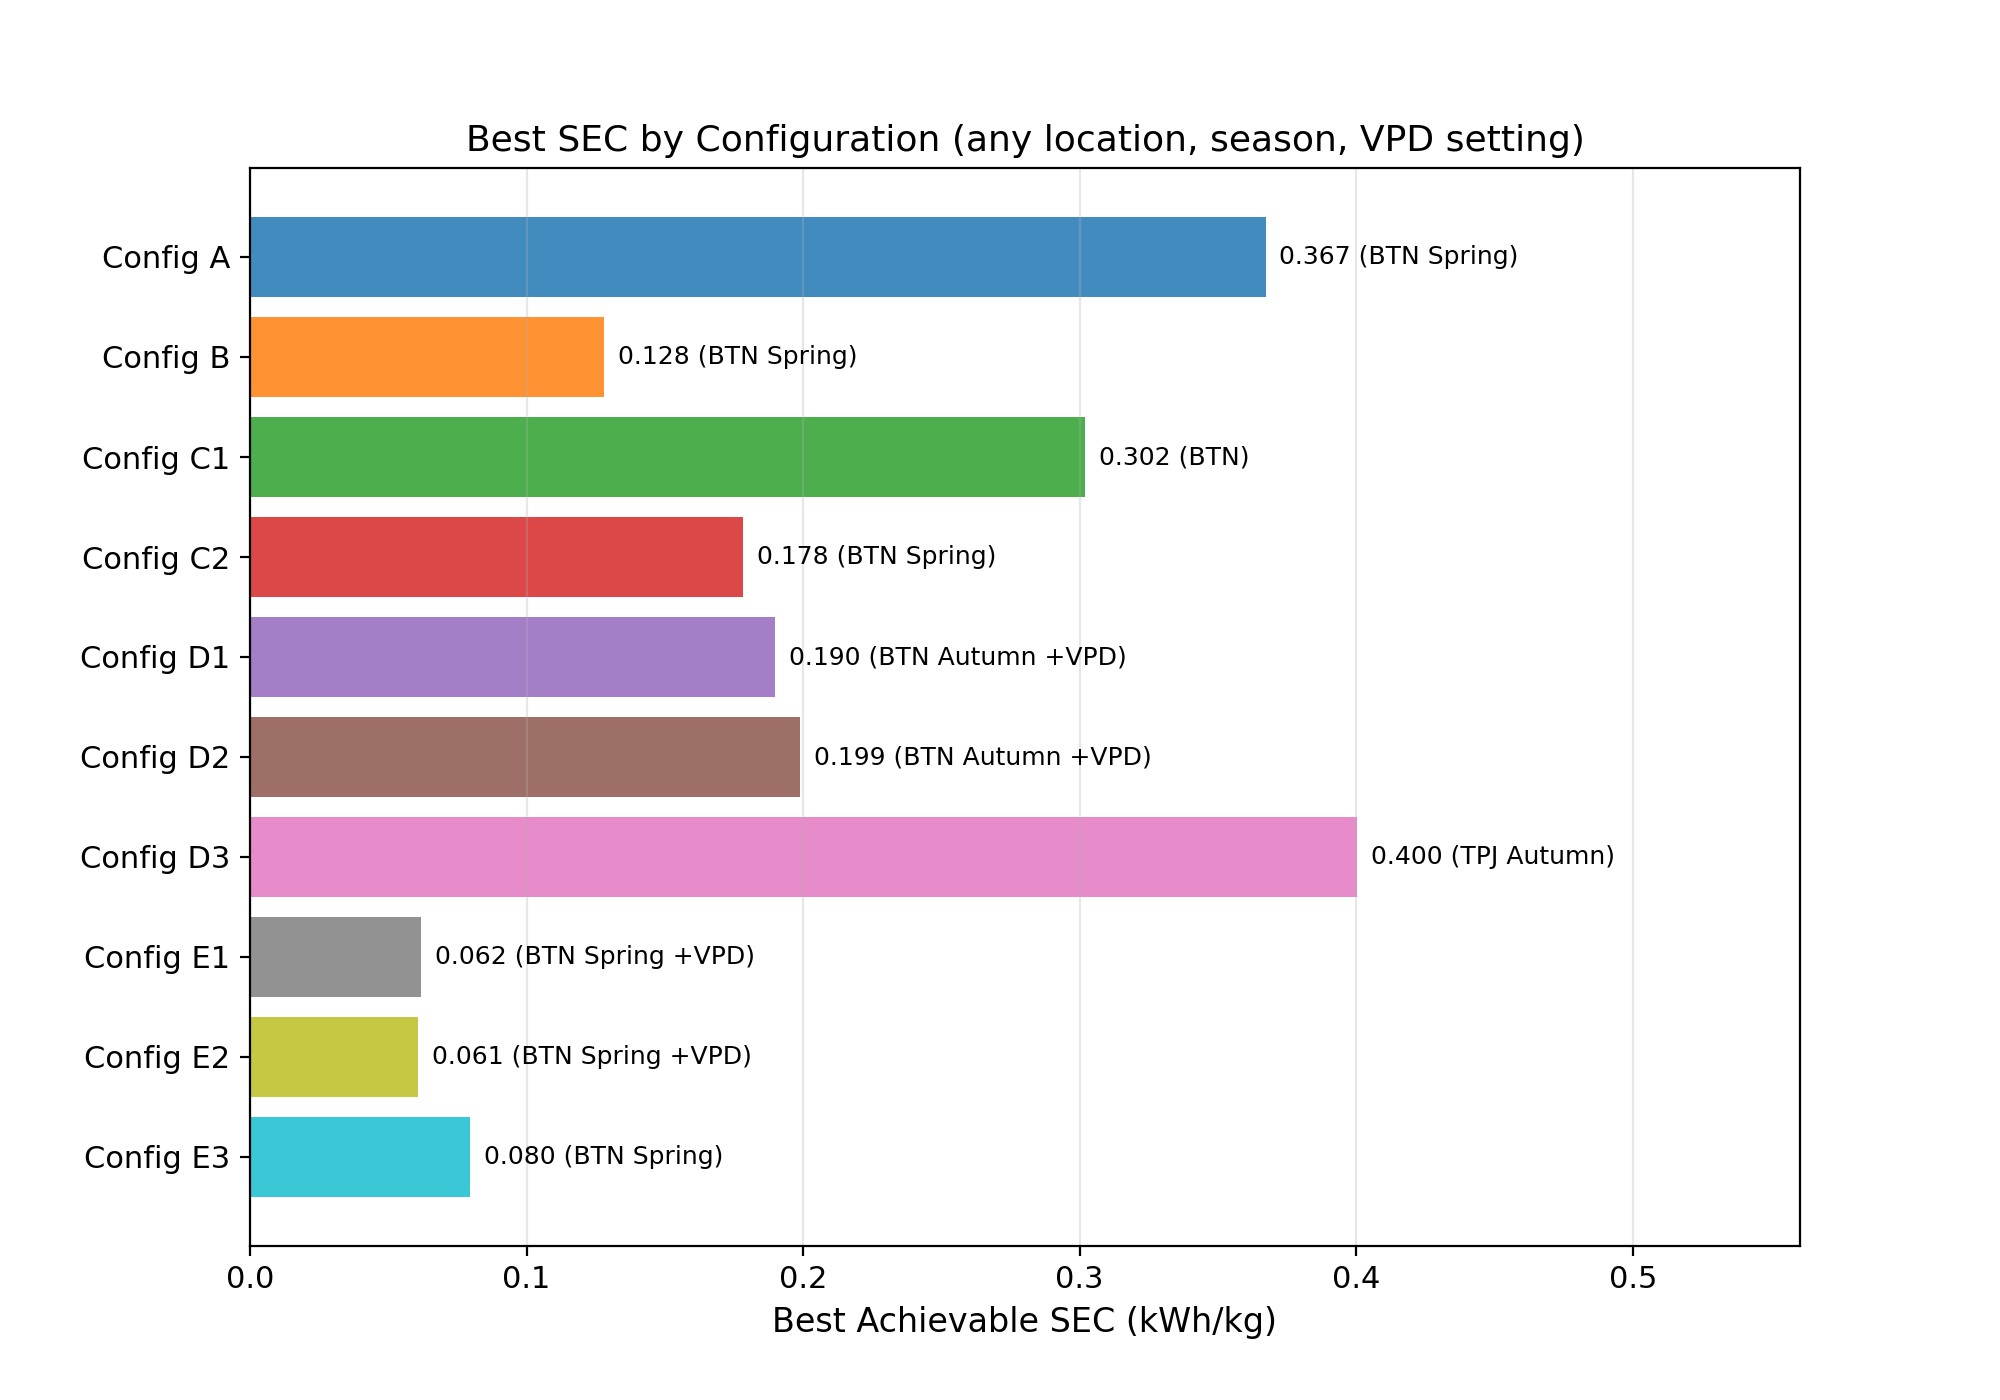 Best SEC by Configuration (any location, season, VPD setting)
Config A
0.367 (BTN Spring)
Config B
0.128 (BTN Spring)
Config C1
0.302 (BTN)
Config C2
0.178 (BTN Spring)
Config D1
0.190 (BTN Autumn +VPD)
Config D2
0.199 (BTN Autumn +VPD)
Config D3
0.400 (TPJ Autumn)
Config E1
0.062 (BTN Spring +VPD)
Config E2
0.061 (BTN Spring +VPD)
Config E3
0.080 (BTN Spring)
0.0 0.1 0.2 0.3 0.4 0.5
Best Achievable SEC (kWh/kg)